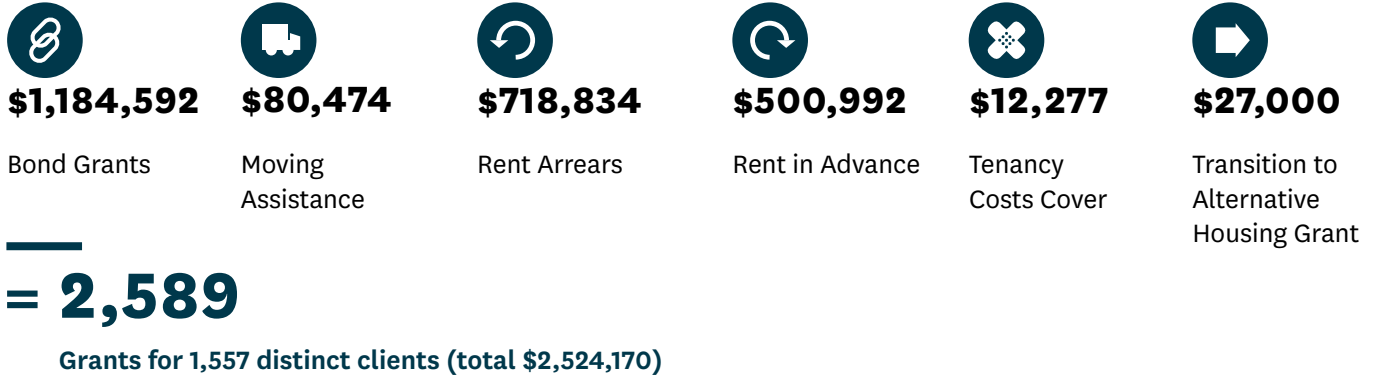 $1,184,592
Bond Grants
$80,474
Moving
Assistance
$718,834
Rent Arrears
$500,992
Rent in Advance
$12,277
Tenancy
Costs Cover
$27,000
Transition to
Alternative
Housing Grant
= 2,589
Grants for 1,557 distinct clients (total $2,524,170)